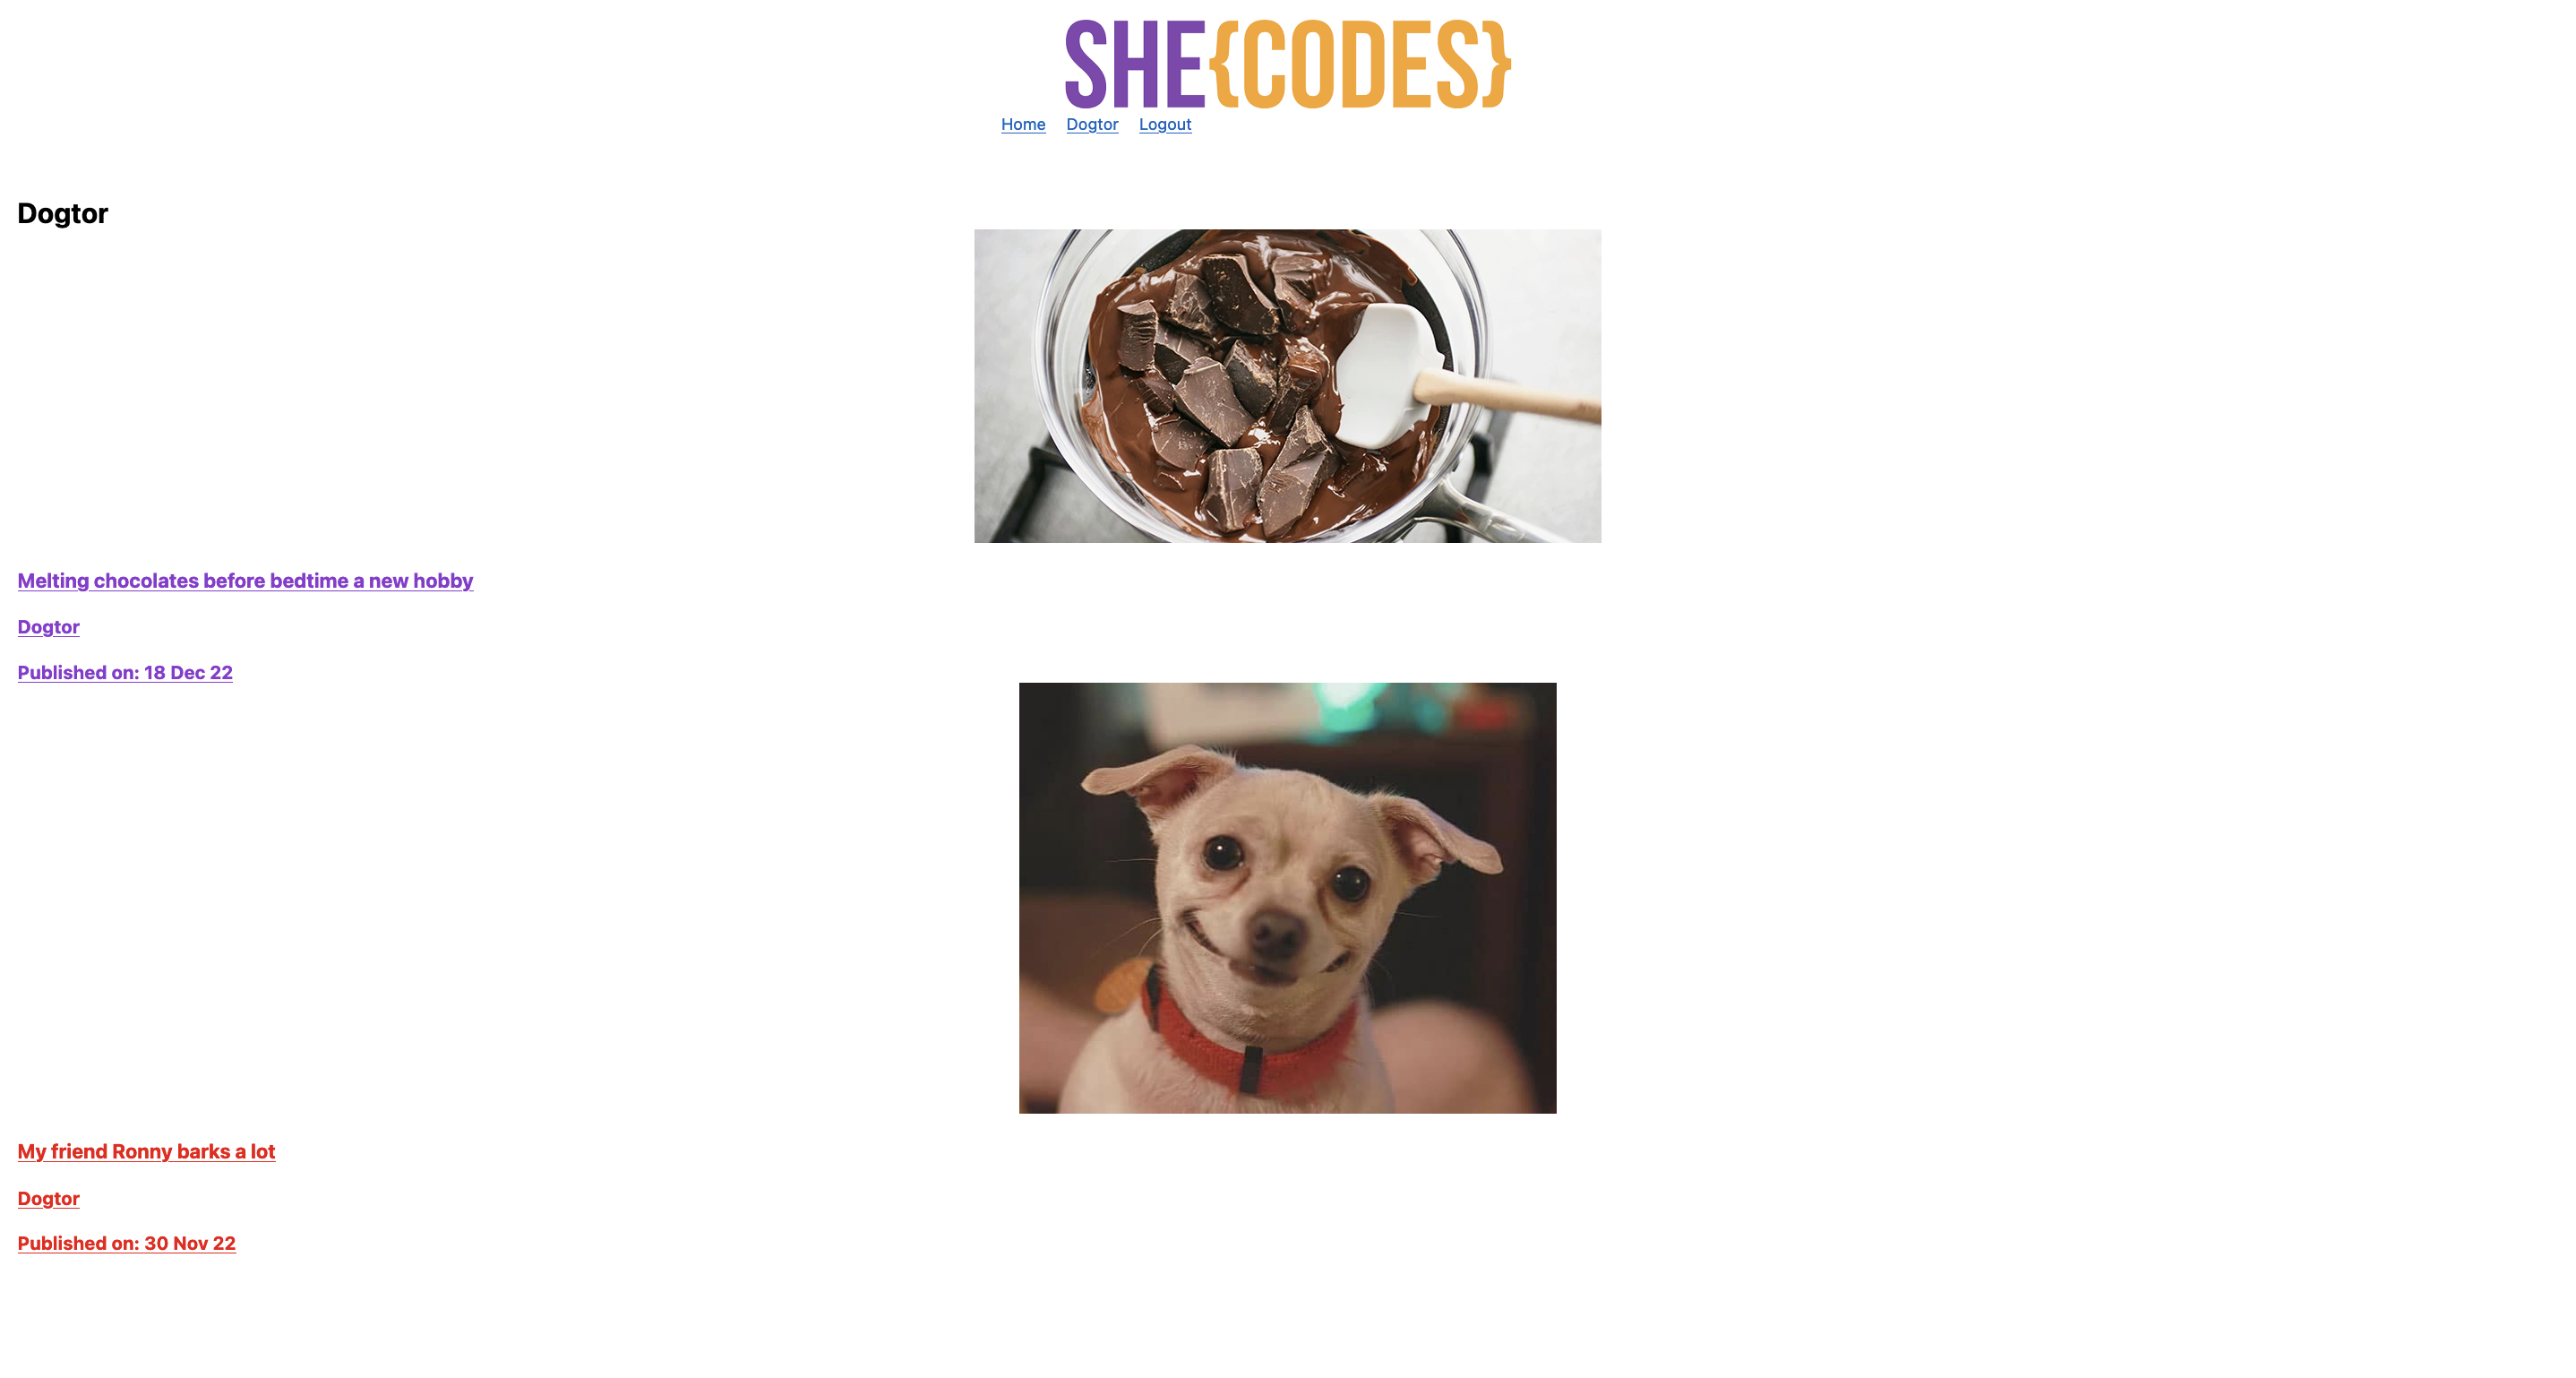 SHE{CODES}
Home Dogtor Logout
Dogtor
Melting chocolates before bedtime a new hobby
Dogtor
Published on: 18 Dec 22
My friend Ronny barks a lot
Dogtor
Published on: 30 Nov 22